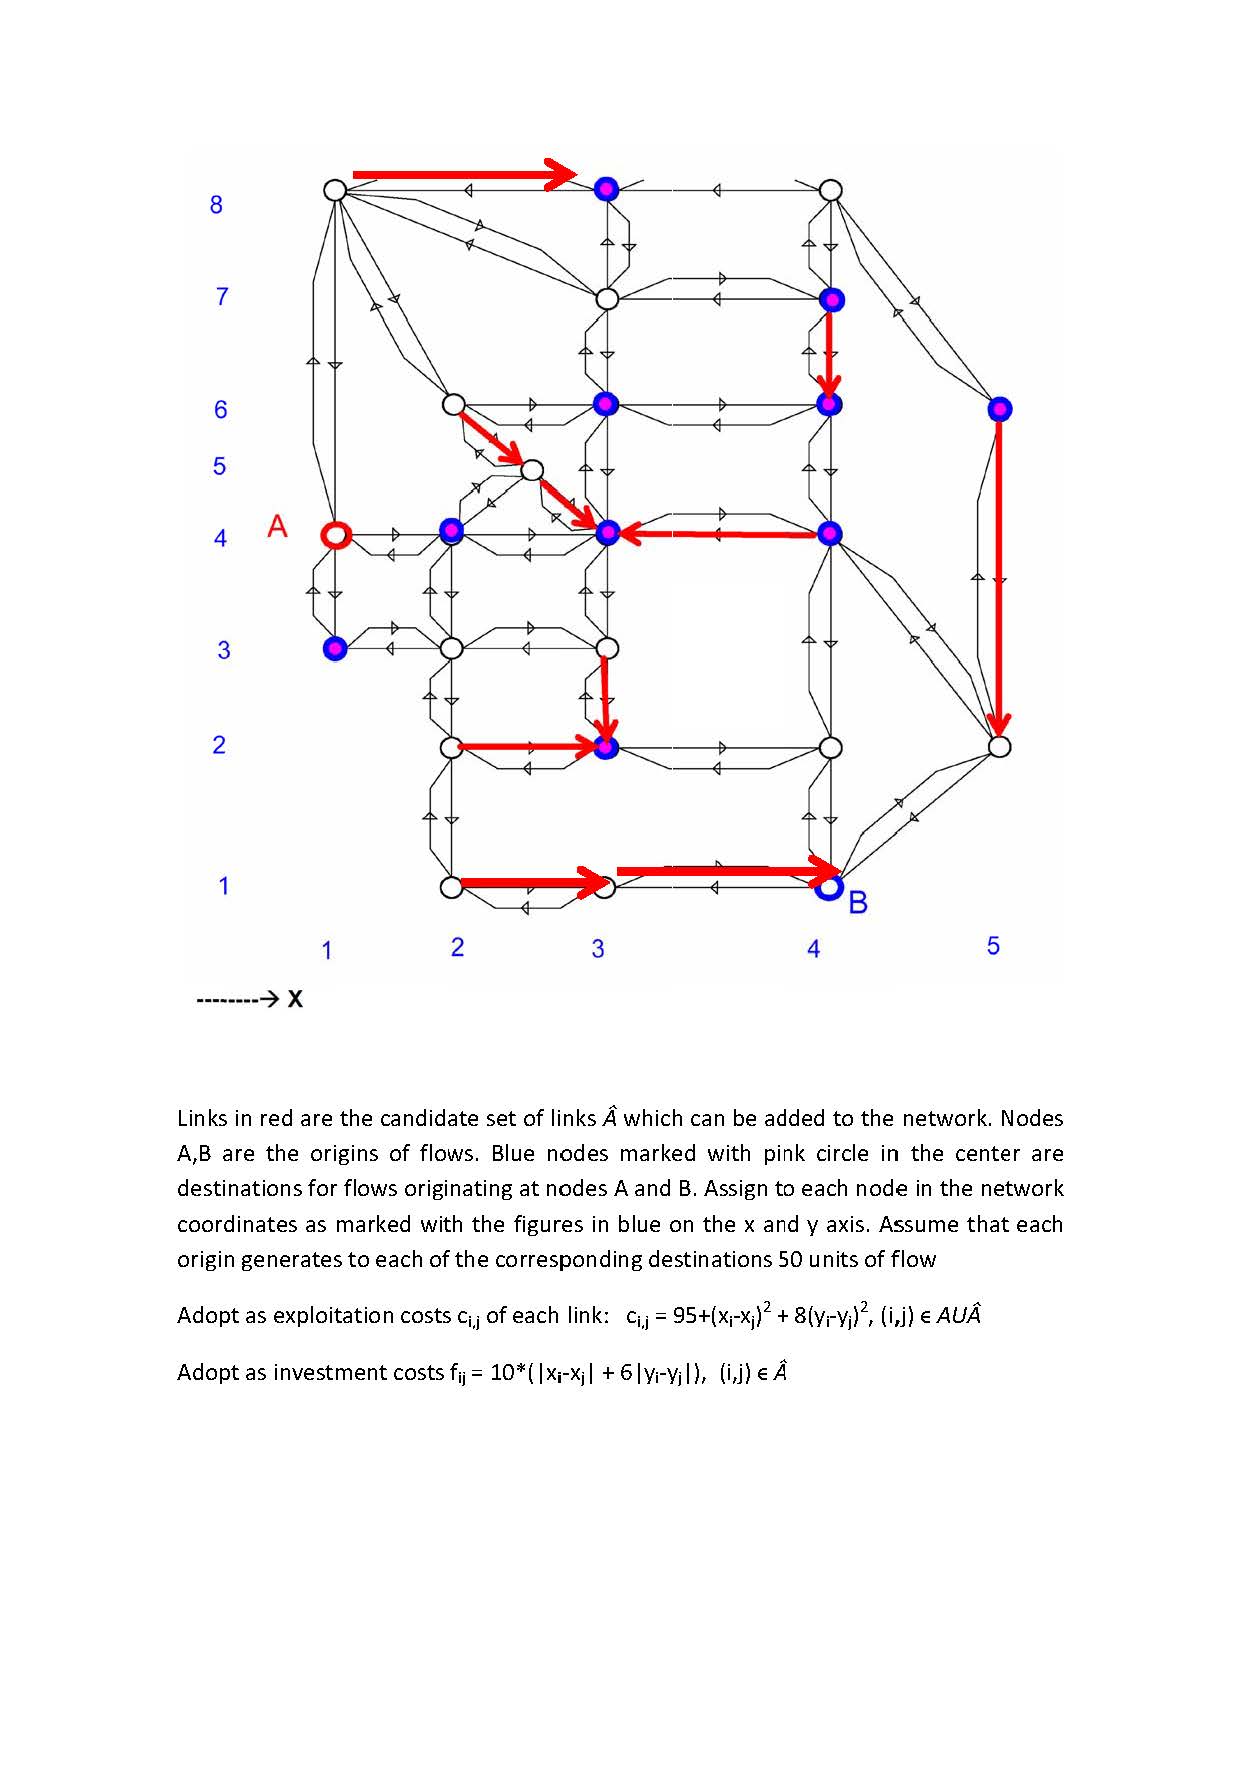 8
7
6
5
A
4
3
2
1
B
1 2 3 4 5
--------→ X
Links in red are the candidate set of links Â which can be added to the network. Nodes
A,B are the origins of flows. Blue nodes marked with pink circle in the center are
destinations for flows originating at nodes A and B. Assign to each node in the network
coordinates as marked with the figures in blue on the x and y axis. Assume that each
origin generates to each of the corresponding destinations 50 units of flow
Adopt as exploitation costs c_{i,j} of each link: c_{i,j} = 95+(x_i-x_j)² + 8(y_i-y_j)², (i,j) ϵ AUÂ
Adopt as investment costs f_{ij} = 10*(|x_i-x_j| + 6|y_i-y_j|), (i,j) ϵ Â